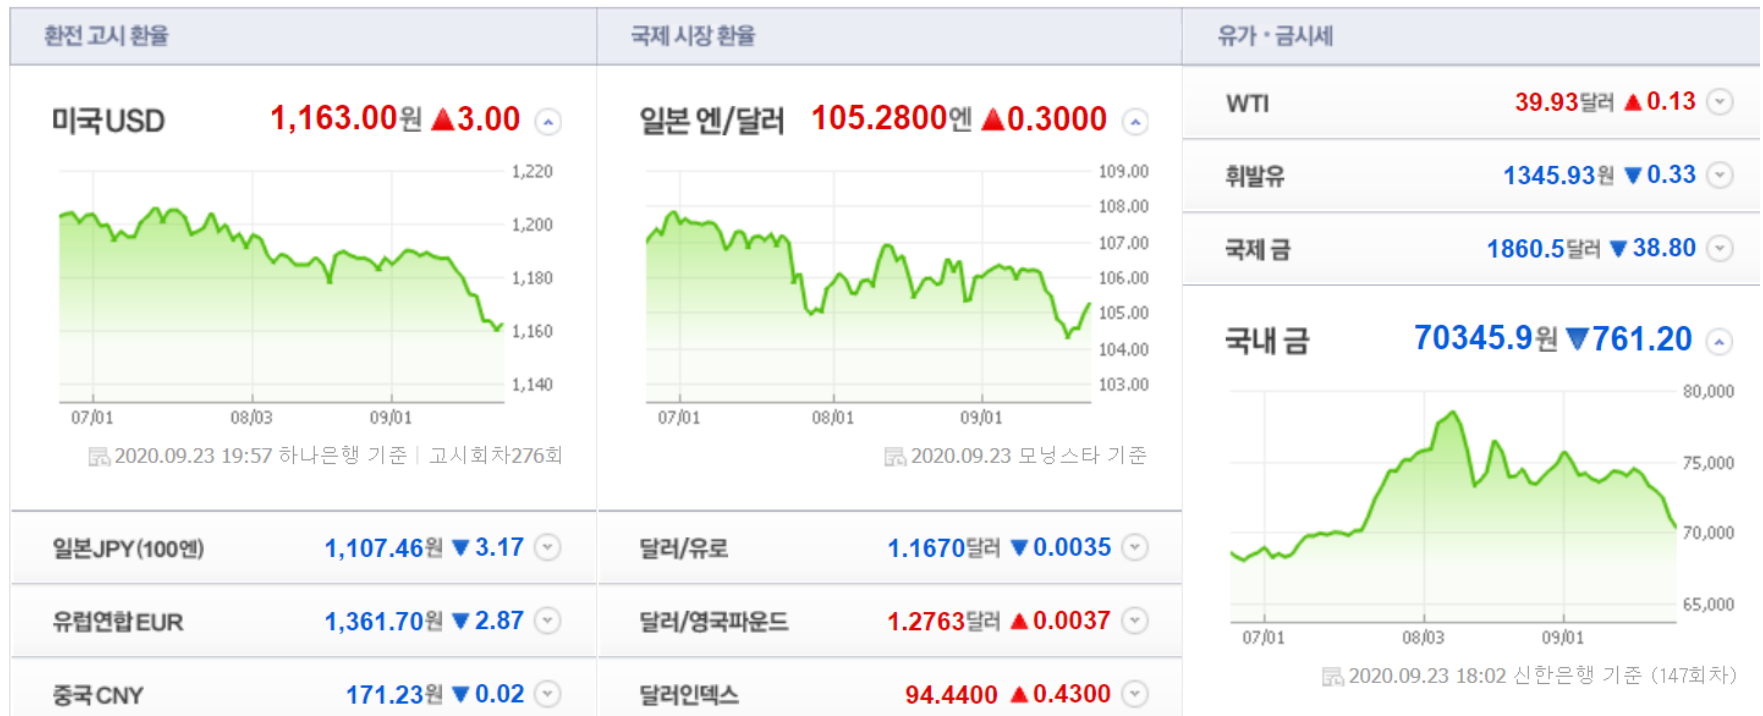 환전 고시 환율
미국 USD 1,163.00원 ▲3.00
1,220
1,200
1,180
1,160
1,140
07/01 08/03 09/01
2020.09.23 19:57 하나은행 기준 | 고시회차276회
일본 JPY (100엔) 1,107.46원 ▼3.17
유럽연합 EUR 1,361.70원 ▼2.87
중국 CNY 171.23원 ▼0.02
국제 시장 환율
일본 엔/달러 105.2800엔 ▲0.3000
109.00
108.00
107.00
106.00
105.00
104.00
103.00
07/01 08/01 09/01
2020.09.23 모닝스타 기준
달러/유로 1.1670달러 ▼0.0035
달러/영국파운드 1.2763달러 ▲0.0037
달러인덱스 94.4400 ▲0.4300
유가·금시세
WTI 39.93달러 ▲0.13
휘발유 1345.93원 ▼0.33
국제 금 1860.5달러 ▼38.80
국내 금 70345.9원 ▼761.20
80,000
75,000
70,000
65,000
07/01 08/03 09/01
2020.09.23 18:02 신한은행 기준 (147회차)